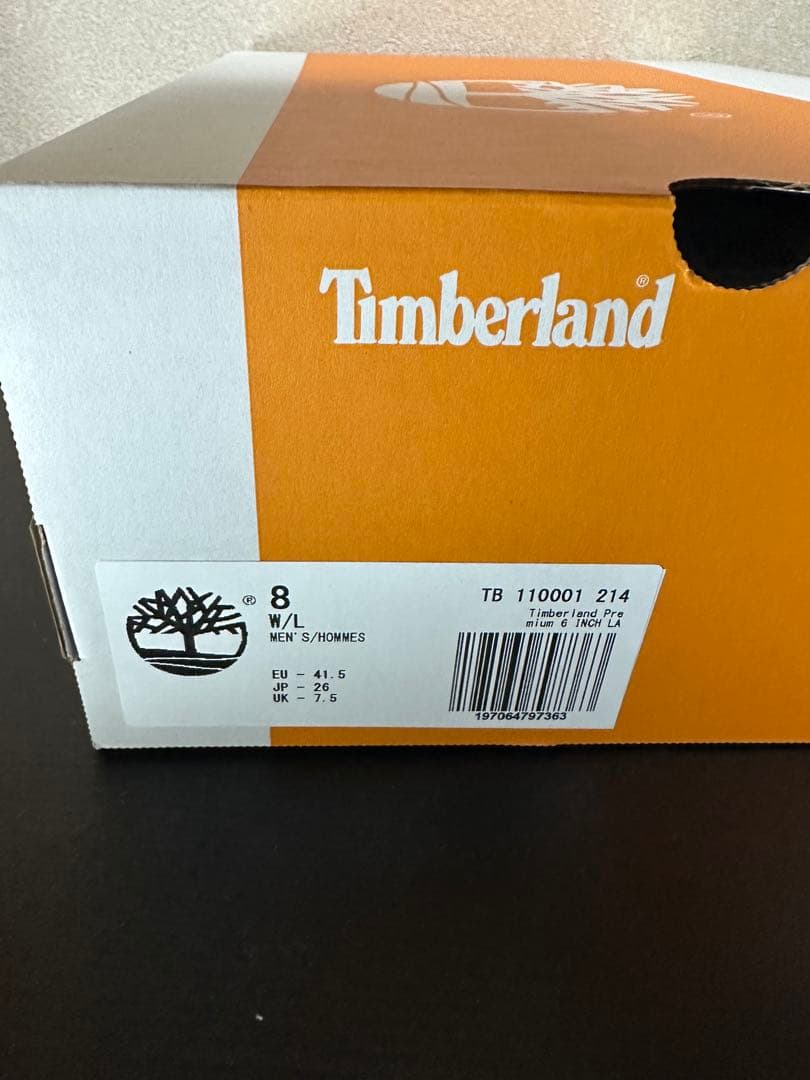 Timberland®
® 8
W/L
MEN'S/HOMMES
EU - 41.5
JP - 26
UK - 7.5
TB 110001 214
Timberland Pre
mium 6 INCH LA
197064797363